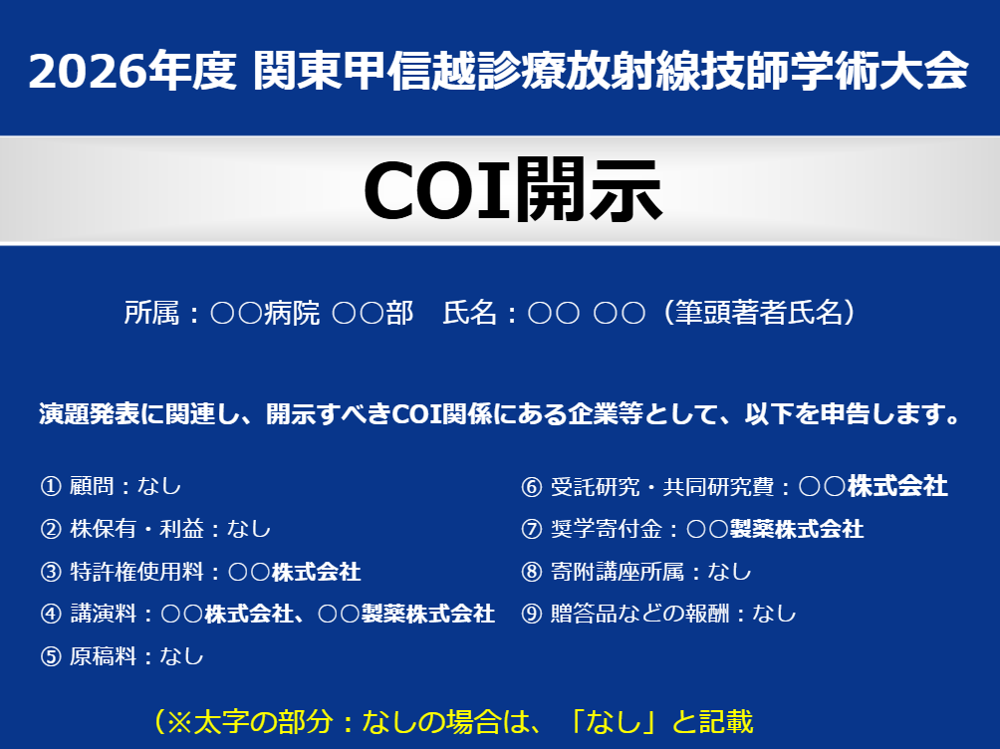 2026年度 関東甲信越診療放射線技師学術大会
COI開示
所属：○○病院 ○○部　氏名：○○ ○○（筆頭著者氏名）
演題発表に関連し、開示すべきCOI関係にある企業等として、以下を申告します。
① 顧問：なし
② 株保有・利益：なし
③ 特許権使用料：○○株式会社
④ 講演料：○○株式会社、○○製薬株式会社
⑤ 原稿料：なし
⑥ 受託研究・共同研究費：○○株式会社
⑦ 奨学寄付金：○○製薬株式会社
⑧ 寄附講座所属：なし
⑨ 贈答品などの報酬：なし
（※太字の部分：なしの場合は、「なし」と記載